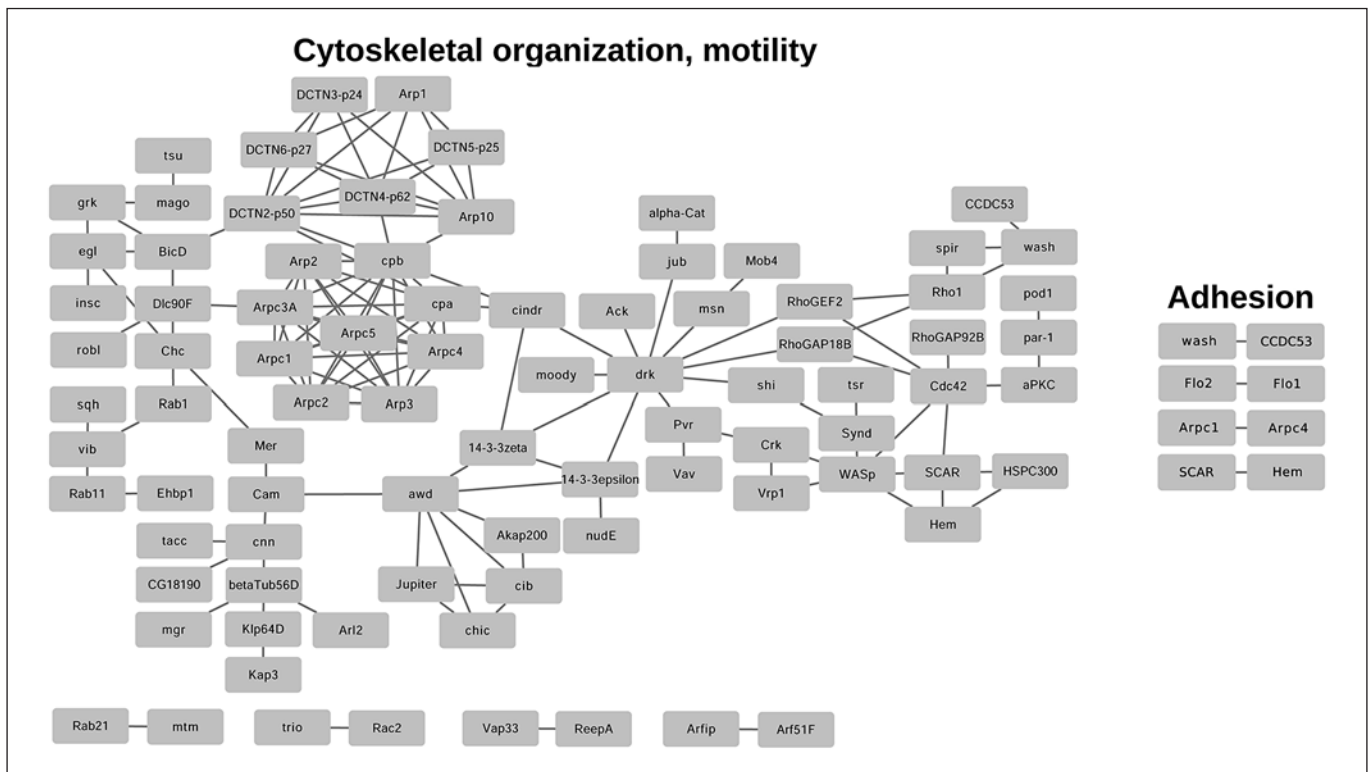 Cytoskeletal organization, motility
DCTN3-p24
Arp1
DCTN6-p27
DCTN5-p25
tsu
DCTN4-p62
grk
mago
DCTN2-p50
Arp10
alpha-Cat
CCDC53
egl
BicD
Arp2
cpb
jub
Mob4
spir
wash
insc
Dlc90F
Arpc3A
cpa
cindr
Ack
msn
RhoGEF2
Rho1
pod1
Adhesion
robl
Chc
Arpc5
Arpc1
Arpc4
RhoGAP18B
RhoGAP92B
par-1
wash
CCDC53
moody
drk
shi
tsr
Cdc42
aPKC
Flo2
Flo1
sqh
Rab1
Arpc2
Arp3
Pvr
Crk
Synd
Arpc1
Arpc4
vib
Mer
14-3-3zeta
Vav
WASp
SCAR
HSPC300
SCAR
Hem
Rab11
Ehbp1
Cam
awd
14-3-3epsilon
Vrp1
Hem
tacc
cnn
Akap200
nudE
CG18190
betaTub56D
Jupiter
cib
mgr
Klp64D
Arl2
chic
Kap3
Rab21
mtm
trio
Rac2
Vap33
ReepA
Arfip
Arf51F